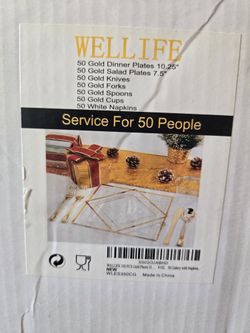 WELLIFE
50 Gold Dinner Plates 10.25"
50 Gold Salad Plates 7.5"
50 Gold Knives
50 Gold Forks
50 Gold Spoons
50 Gold Cups
50 White Napkins
Service For 50 People
NEW
WLES350CG Made in China